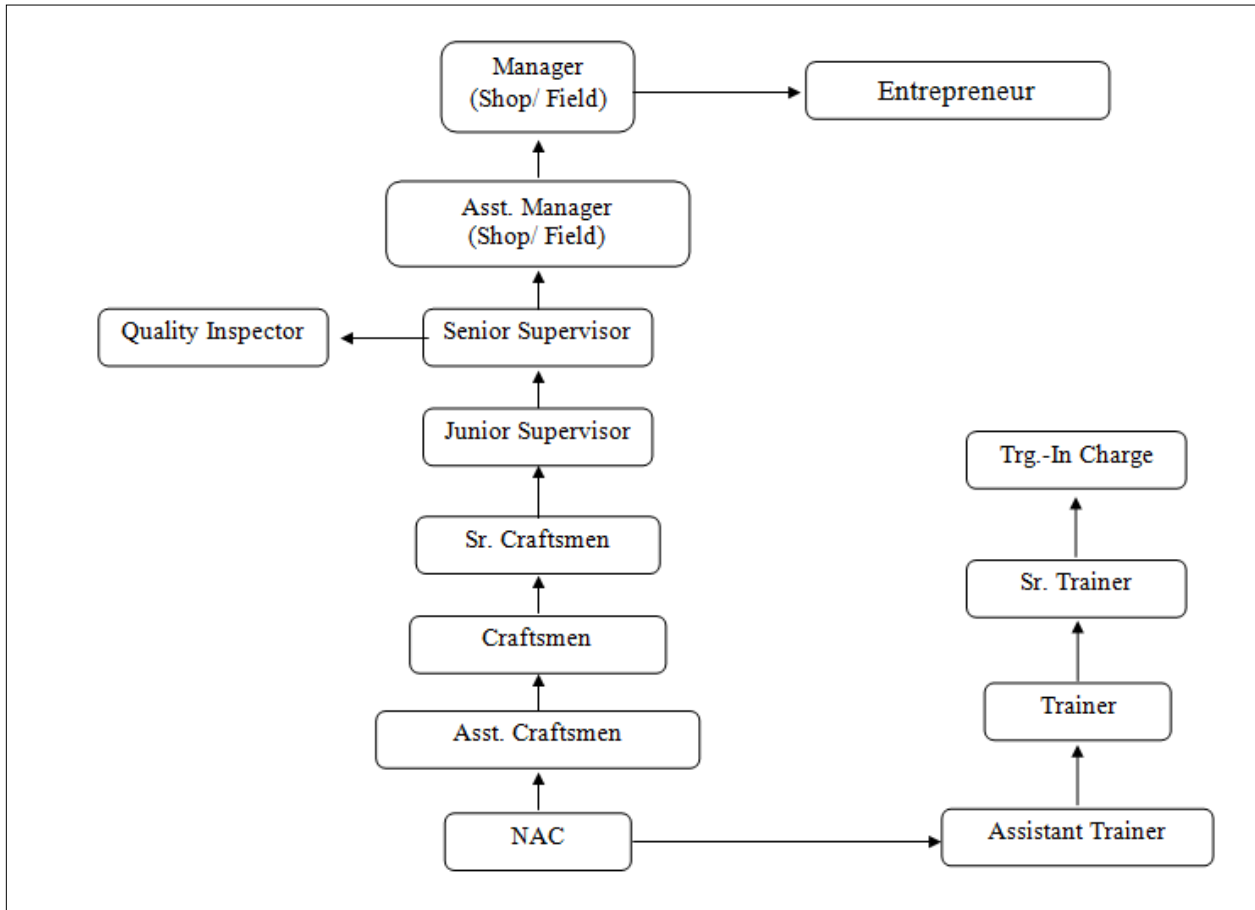 Manager
(Shop/ Field)
Entrepreneur
Asst. Manager
(Shop/ Field)
Quality Inspector
Senior Supervisor
Junior Supervisor
Trg.-In Charge
Sr. Craftsmen
Sr. Trainer
Craftsmen
Trainer
Asst. Craftsmen
NAC
Assistant Trainer